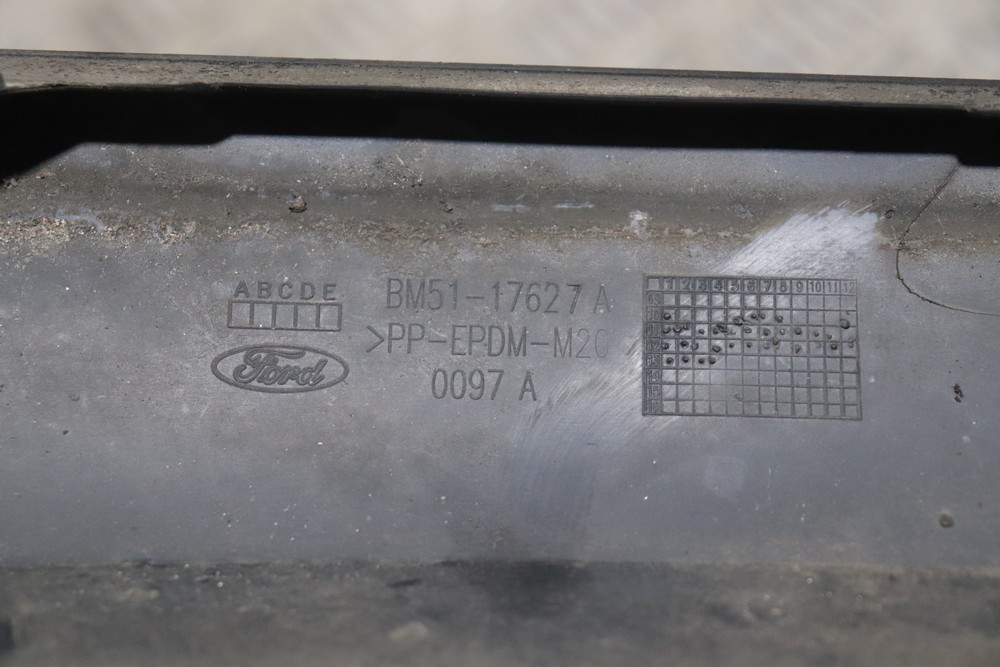 ABCDE
Ford
BM51-17627 A
>PP-EPDM-M20
0097 A
1 2 3 4 5 6 7 8 9 10 11 12